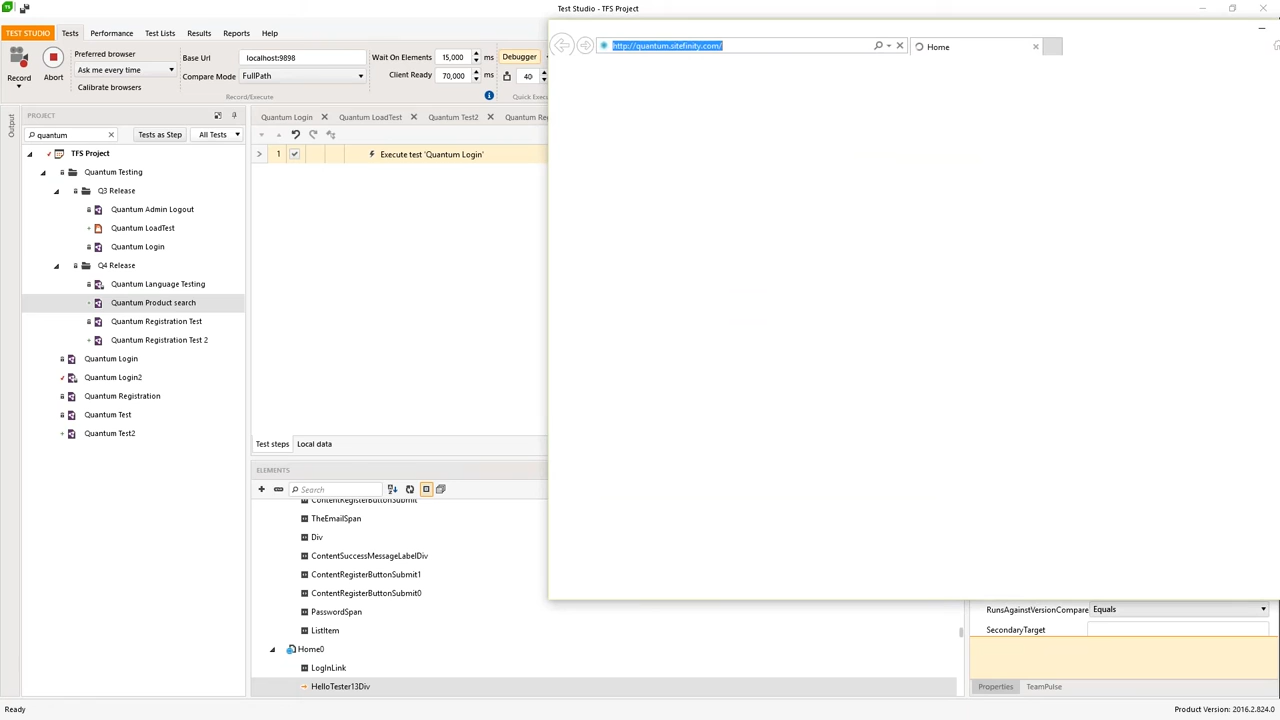 Test Studio - TFS Project
TEST STUDIO
Tests
Performance
Test Lists
Results
Reports
Help
Record
Abort
Preferred browser
Ask me every time
Calibrate browsers
Base Url
localhost:9898
Compare Mode
FullPath
Wait On Elements
15,000
ms
Client Ready
70,000
ms
Record/Execute
Debugger
40
Quick Exec
http://quantum.sitefinity.com/
Home
Output
PROJECT
quantum
Tests as Step
All Tests
TFS Project
Quantum Testing
Q3 Release
Quantum Admin Logout
Quantum LoadTest
Quantum Login
Q4 Release
Quantum Language Testing
Quantum Product search
Quantum Registration Test
Quantum Registration Test 2
Quantum Login
Quantum Login2
Quantum Registration
Quantum Test
Quantum Test2
Quantum Login
Quantum LoadTest
Quantum Test2
Quantum Re
1
Execute test 'Quantum Login'
Test steps
Local data
ELEMENTS
Search
ContentRegisterButtonSubmit
TheEmailSpan
Div
ContentSuccessMessageLabelDiv
ContentRegisterButtonSubmit1
ContentRegisterButtonSubmit0
PasswordSpan
ListItem
Home0
LogInLink
HelloTester13Div
RunsAgainstVersionCompare
Equals
SecondaryTarget
Properties
TeamPulse
Ready
Product Version: 2016.2.824.0